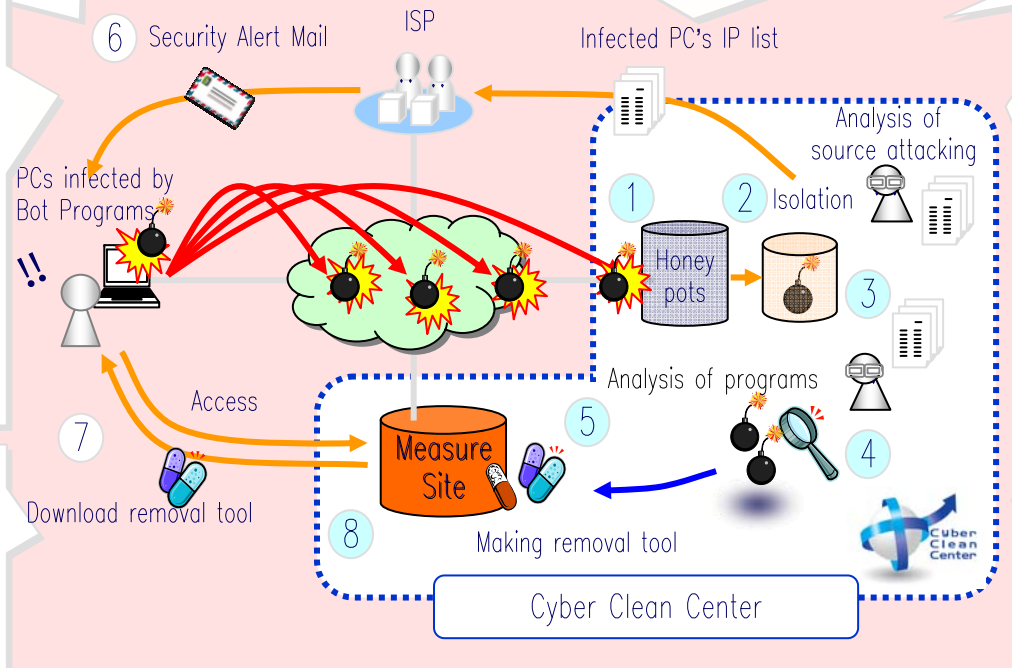 6
Security Alert Mail
ISP
Infected PC's IP list
Analysis of
source attacking
PCs infected by
Bot Programs
1
2
Isolation
!!
Honey
pots
3
Analysis of programs
Access
7
5
Measure
Site
4
Download removal tool
8
Making removal tool
Cyber
Clean
Center
Cyber Clean Center